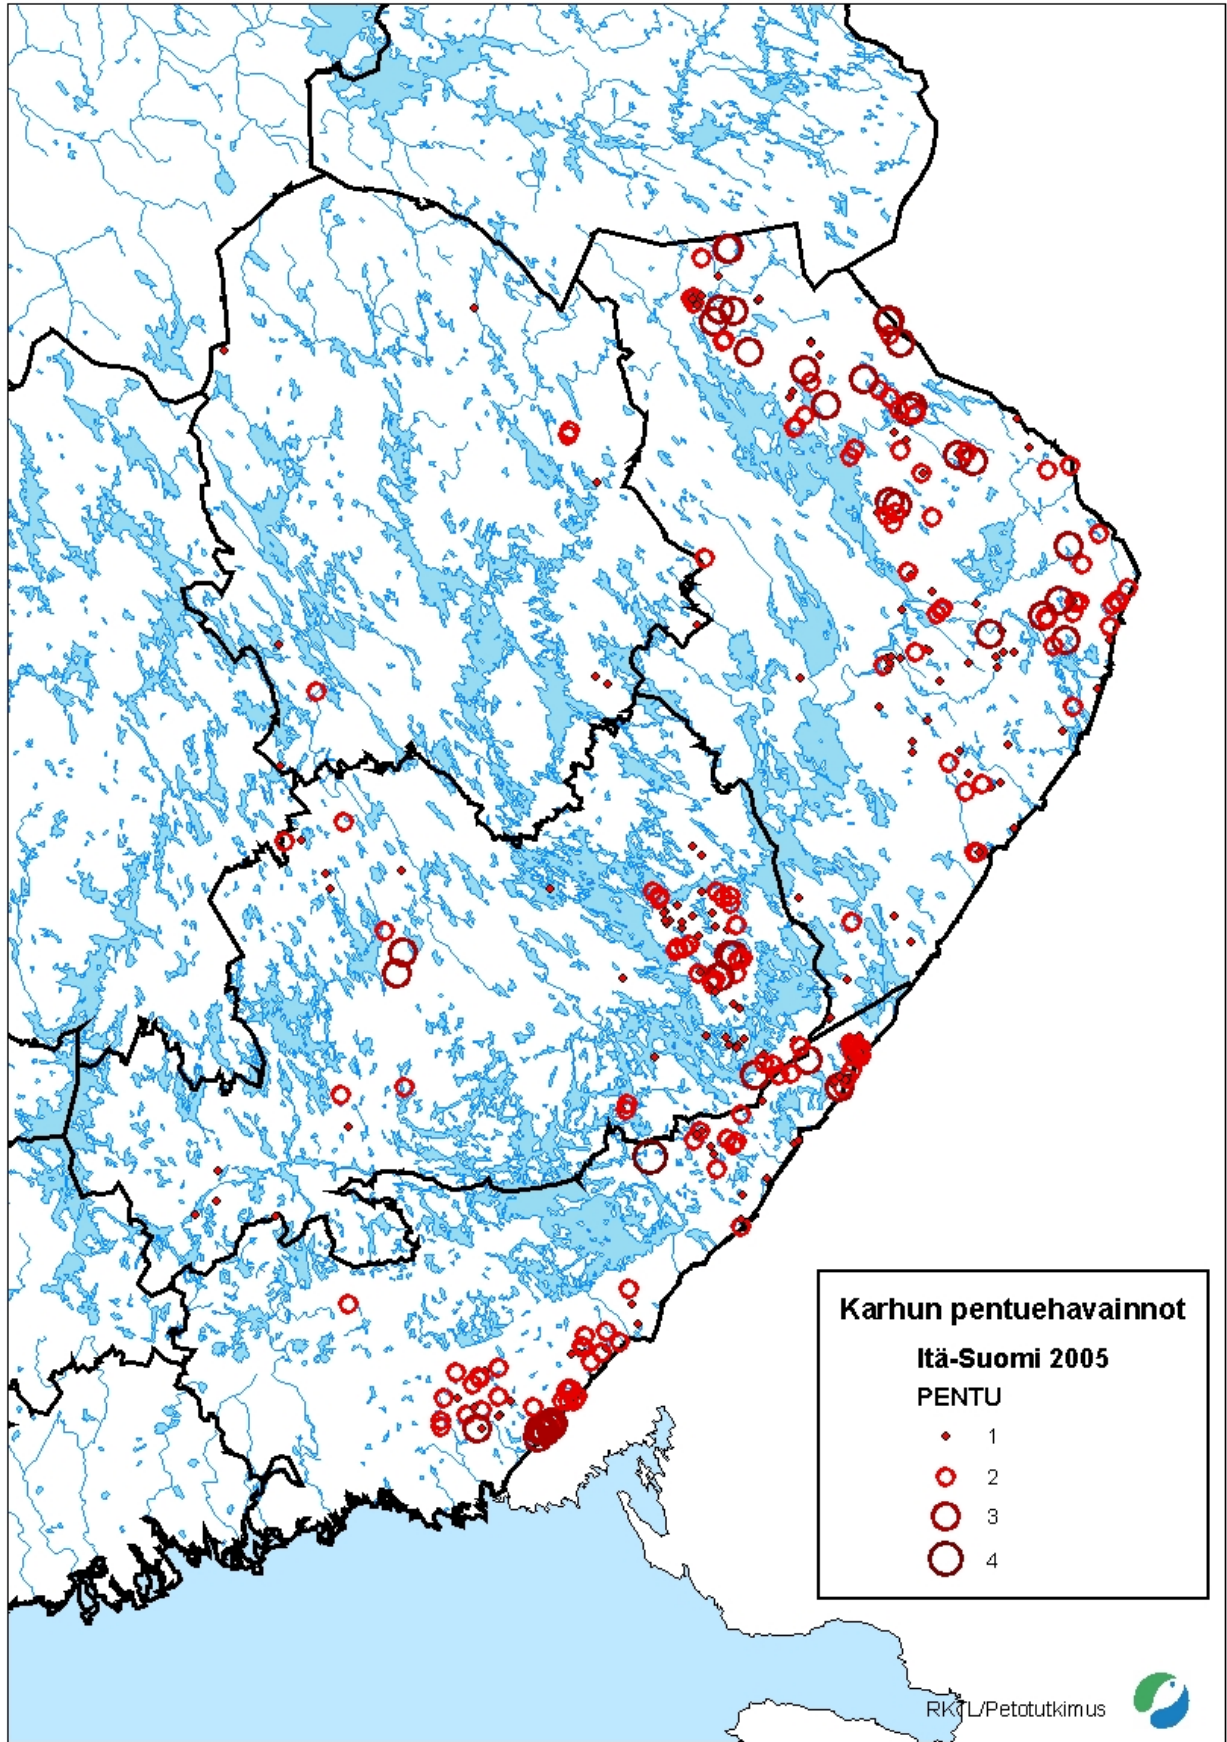 Karhun pentuehavainnot
Itä-Suomi 2005
PENTU
1
2
3
4
RKTL/Petotutkimus